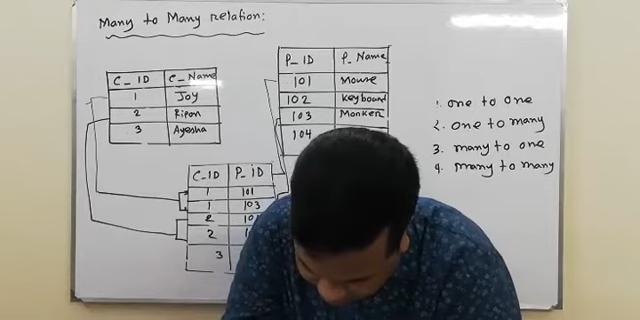 Many to Many relation:
C_ID C_Name
1 Joy
2 Ripon
3 Ayesha
P_ID P_Name
101 Mouse
102 Keyboard
103 Monken
104
C_ID P_ID
1 101
1 103
2
2
3
1. one to one
2. one to many
3. many to one
4. many to many